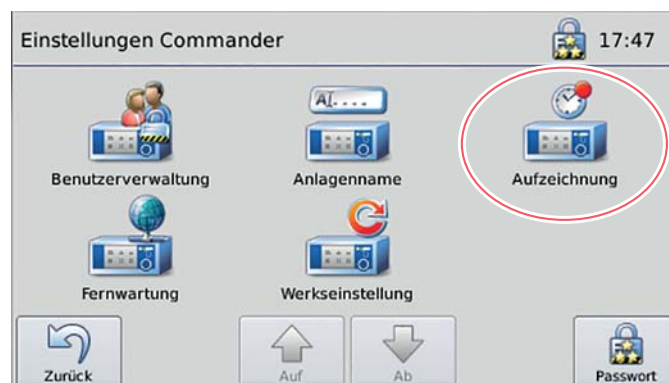 Einstellungen Commander 17:47
AI....
Benutzerverwaltung Anlagenname Aufzeichnung
Fernwartung Werkseinstellung
Zurück Auf Ab Passwort